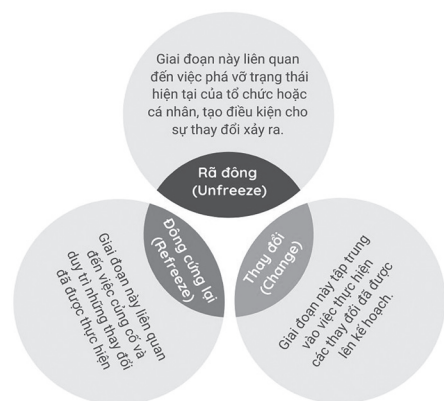 Giai đoạn này liên quan
đến việc phá vỡ trạng thái
hiện tại của tổ chức hoặc
cá nhân, tạo điều kiện cho
sự thay đổi xảy ra.
Rã đông
(Unfreeze)
Thay đổi
(Change)
Giai đoạn này tập trung
vào việc thực hiện
các thay đổi đã được
lên kế hoạch.
Đông cứng lại
(Refreeze)
Giai đoạn này liên quan
đến việc củng cố và
duy trì những thay đổi
đã được thực hiện